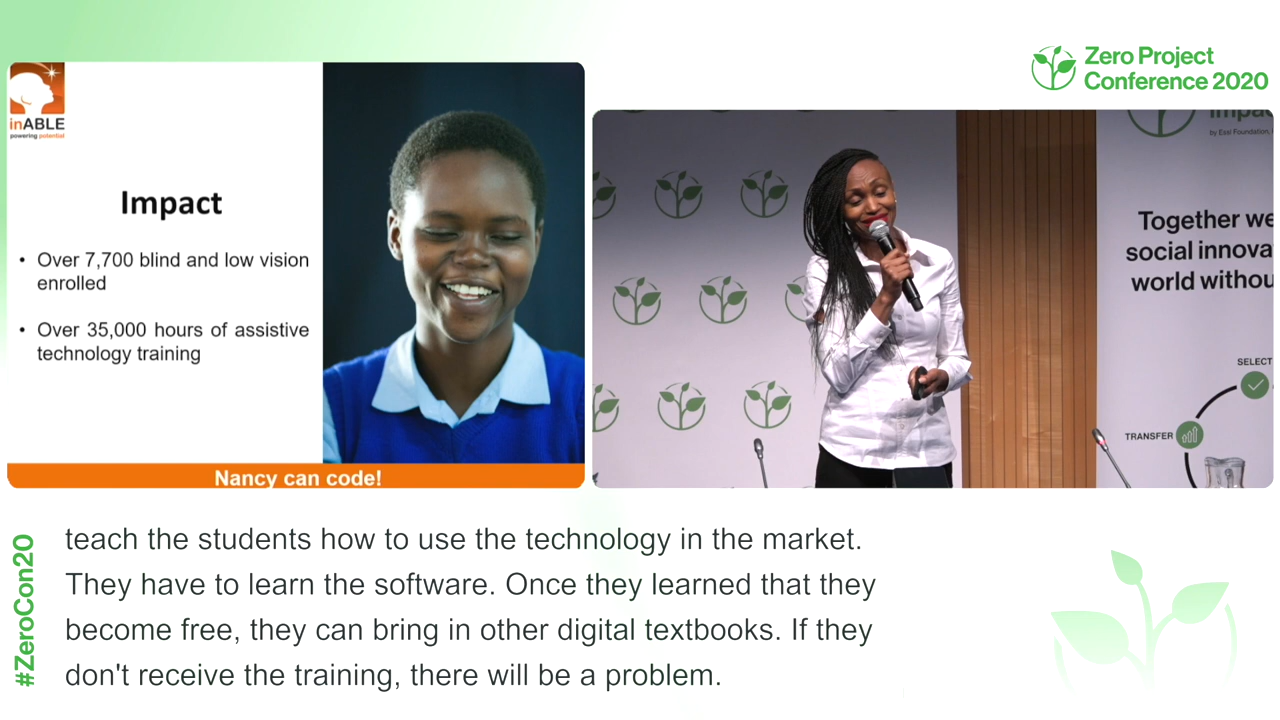 Zero Project
Conference 2020
inABLE
powering potential
Impact
• Over 7,700 blind and low vision
enrolled
• Over 35,000 hours of assistive
technology training
Nancy can code!
by Essl Foundation,
Together we
social innova
world withou
SELECT
TRANSFER
#ZeroCon20
teach the students how to use the technology in the market.
They have to learn the software. Once they learned that they
become free, they can bring in other digital textbooks. If they
don't receive the training, there will be a problem.